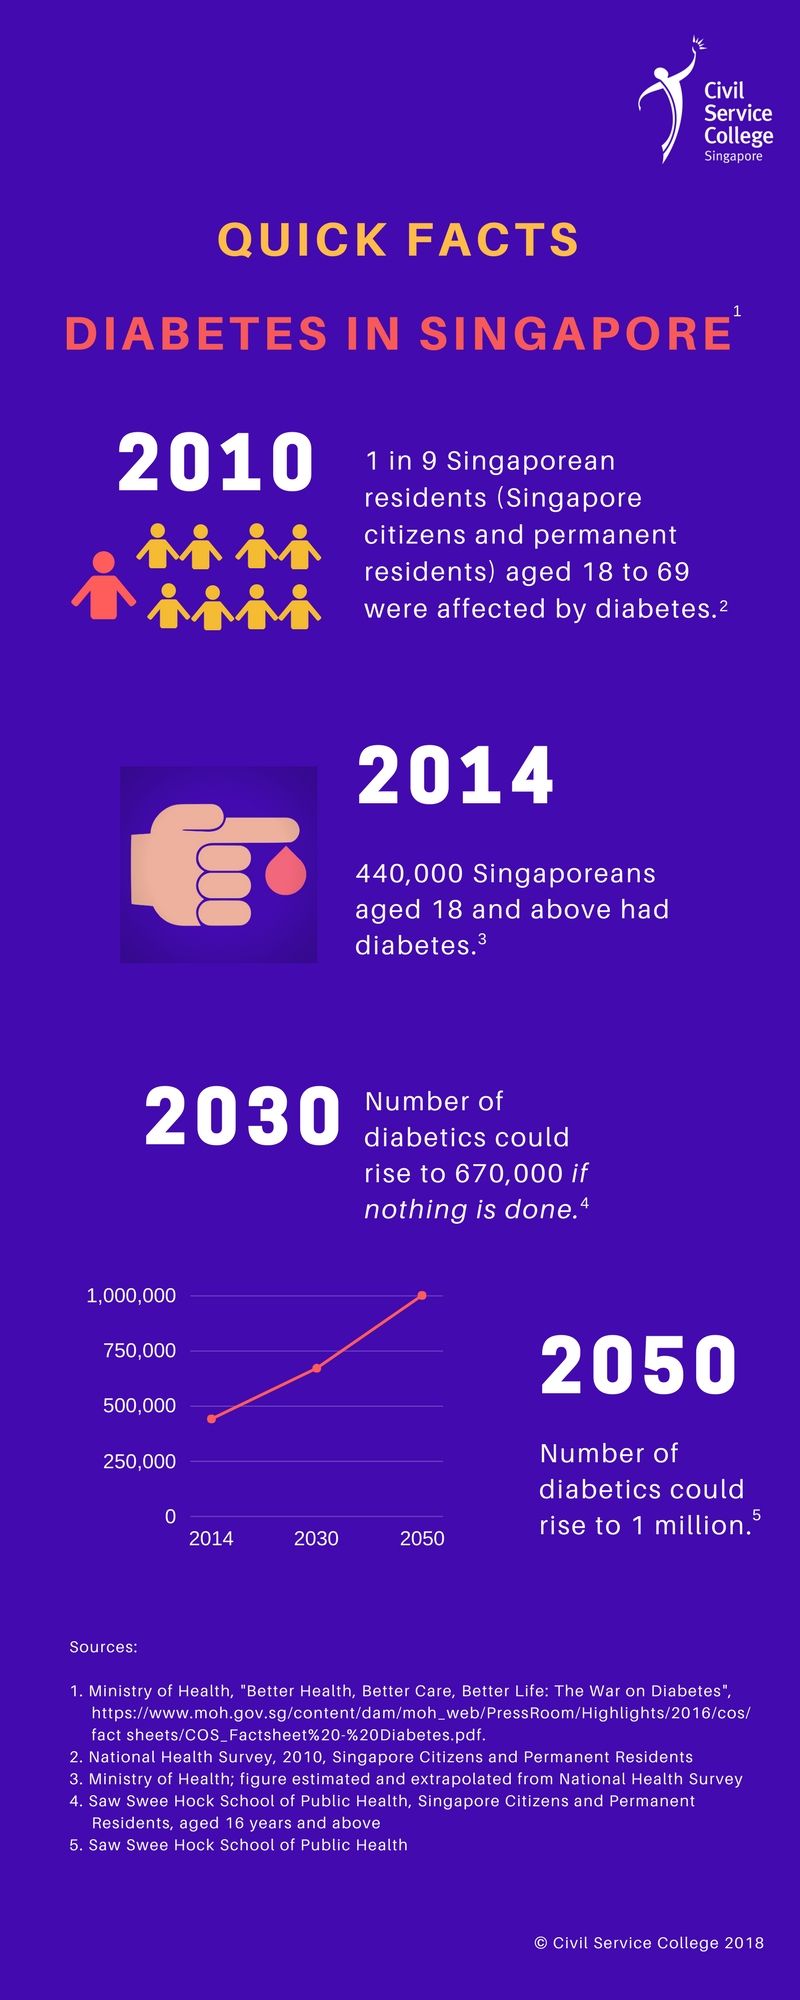 Civil
Service
College
Singapore
QUICK FACTS
DIABETES IN SINGAPORE1
2010
1 in 9 Singaporean
residents (Singapore
citizens and permanent
residents) aged 18 to 69
were affected by diabetes.2
2014
440,000 Singaporeans
aged 18 and above had
diabetes.3
2030
Number of
diabetics could
rise to 670,000 if
nothing is done.4
1,000,000
750,000
500,000
250,000
0
2014 2030 2050
2050
Number of
diabetics could
rise to 1 million.5
Sources:
1. Ministry of Health, "Better Health, Better Care, Better Life: The War on Diabetes",
https://www.moh.gov.sg/content/dam/moh_web/PressRoom/Highlights/2016/cos/
fact sheets/COS_Factsheet%20-%20Diabetes.pdf.
2. National Health Survey, 2010, Singapore Citizens and Permanent Residents
3. Ministry of Health; figure estimated and extrapolated from National Health Survey
4. Saw Swee Hock School of Public Health, Singapore Citizens and Permanent
Residents, aged 16 years and above
5. Saw Swee Hock School of Public Health
© Civil Service College 2018